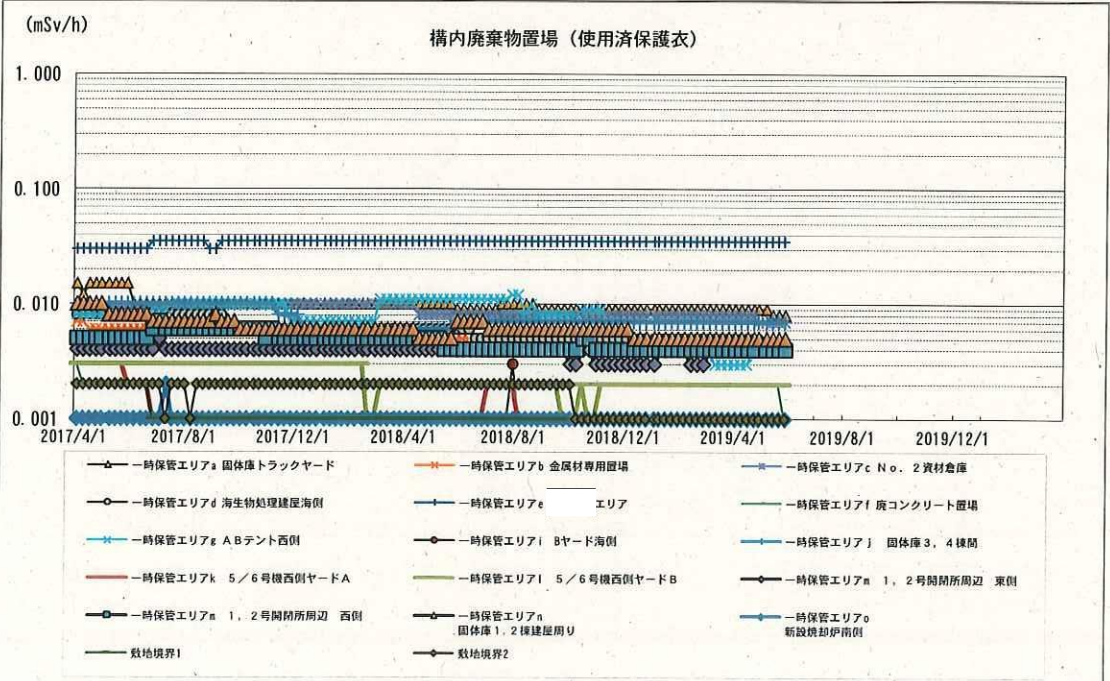 (mSv/h)
構内廃棄物置場（使用済保護衣）
1.000
0.100
0.010
0.001
2017/4/1 2017/8/1 2017/12/1 2018/4/1 2018/8/1 2018/12/1 2019/4/1 2019/8/1 2019/12/1
一時保管エリアa 固体庫トラックヤード 一時保管エリアb 金属材専用置場 一時保管エリアc No．2資材倉庫
一時保管エリアd 海生物処理建屋海側 一時保管エリアe エリア 一時保管エリアf 廃コンクリート置場
一時保管エリアg ABテント西側 一時保管エリアi Bヤード海側 一時保管エリアj 固体庫3，4棟間
一時保管エリアk 5／6号機西側ヤードA 一時保管エリアl 5／6号機西側ヤードB 一時保管エリアm 1，2号開閉所周辺 東側
一時保管エリアm 1，2号開閉所周辺 西側 一時保管エリアn 一時保管エリアo
固体庫1，2棟建屋周り 新設焼却炉南側
敷地境界1 敷地境界2